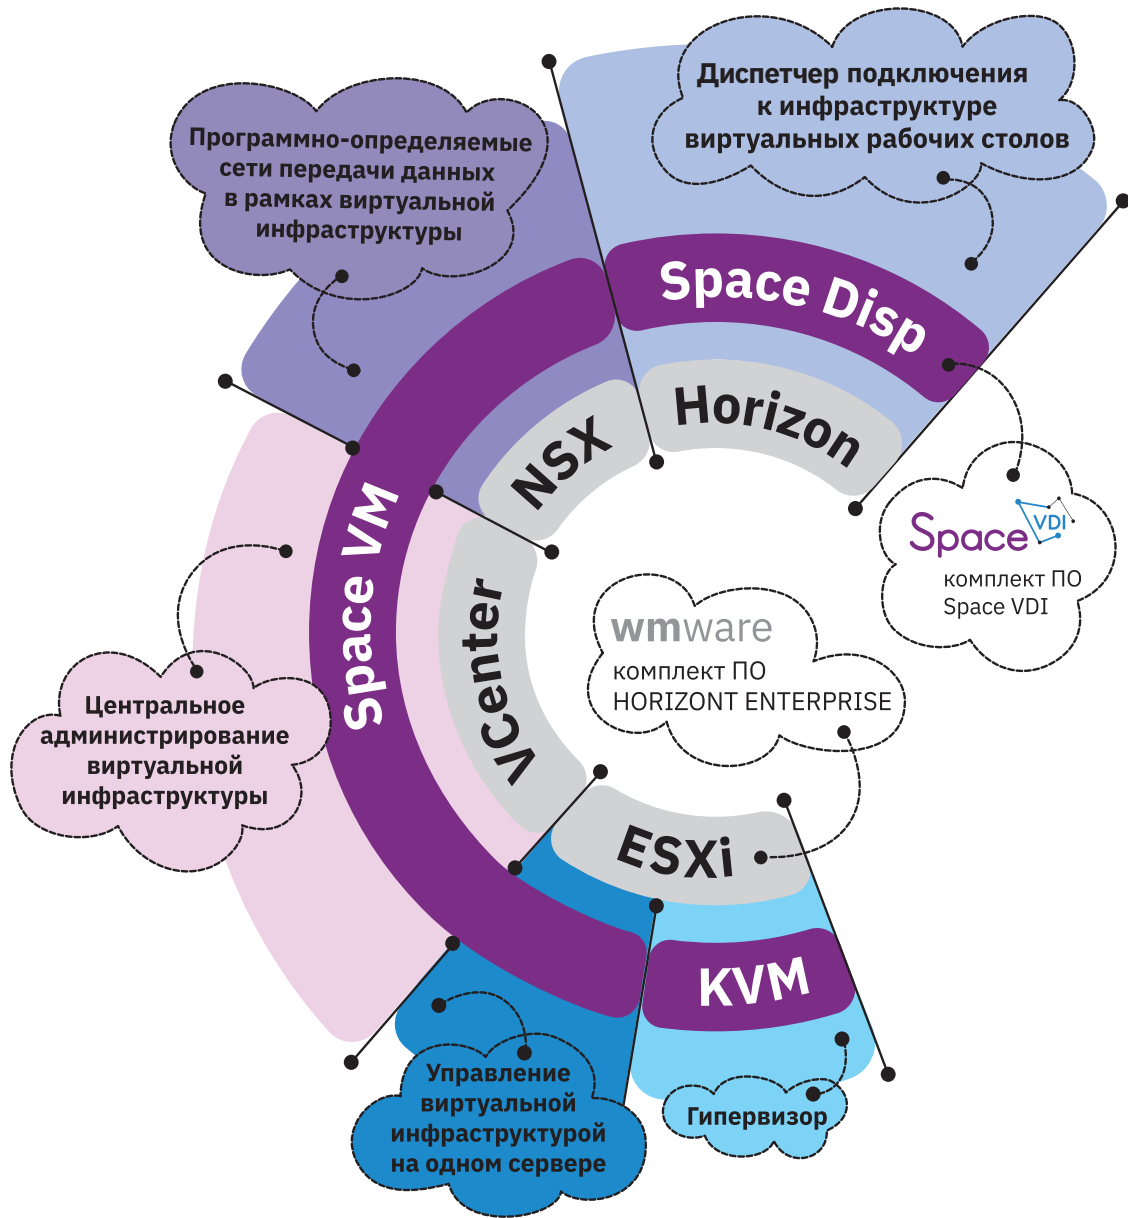 Диспетчер подключения
к инфраструктуре
виртуальных рабочих столов
Программно-определяемые
сети передачи данных
в рамках виртуальной
инфраструктуры
Space Disp
Horizon
NSX
Space VM
VCenter
Space VDI
комплект ПО
Space VDI
wmware
комплект ПО
HORIZONT ENTERPRISE
Центральное
администрирование
виртуальной
инфраструктуры
ESXi
KVM
Управление
виртуальной
инфраструктурой
на одном сервере
Гипервизор